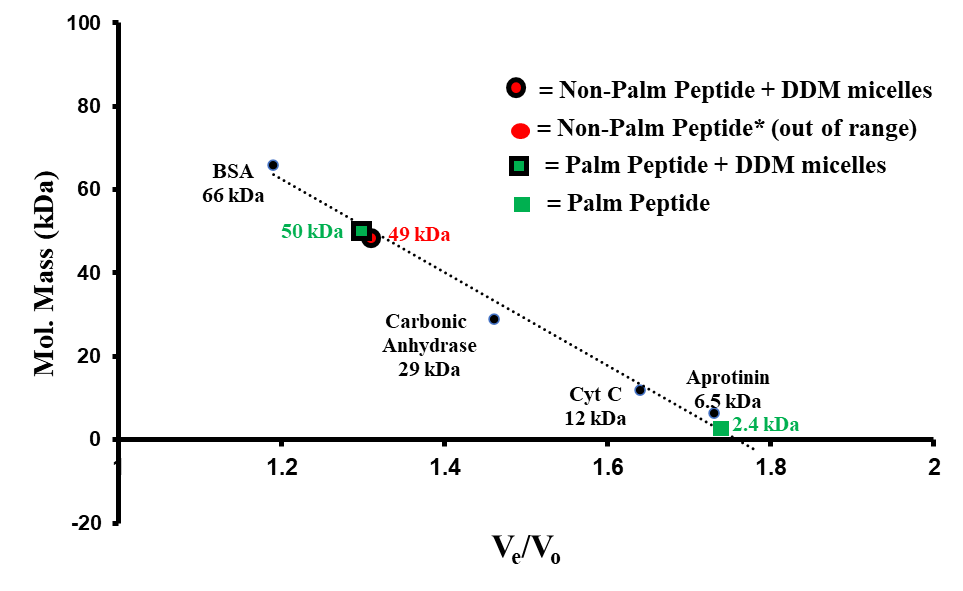 100
80
60
40
20
0
-20
Mol. Mass (kDa)
= Non-Palm Peptide + DDM micelles
= Non-Palm Peptide* (out of range)
= Palm Peptide + DDM micelles
= Palm Peptide
BSA
66 kDa
50 kDa
49 kDa
Carbonic
Anhydrase
29 kDa
Cyt C
12 kDa
Aprotinin
6.5 kDa
2.4 kDa
1
1.2
1.4
1.6
1.8
2
Ve/Vo